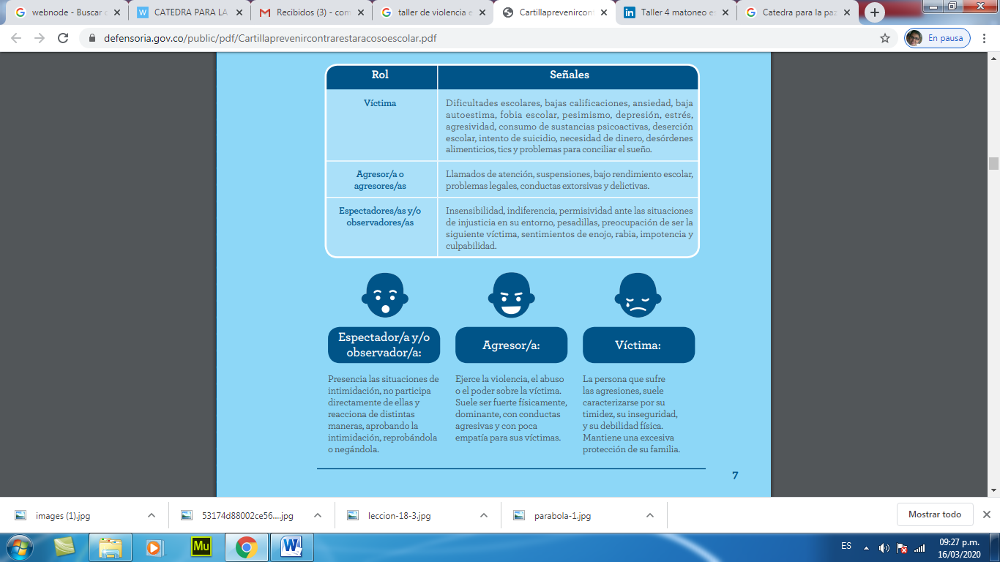 webnode - Buscar
CATEDRA PARA LA
Recibidos (3) - com
taller de violencia e
Cartillaprevenircont
Taller 4 matoneo es
Catedra para la paz
defensoria.gov.co/public/pdf/Cartillaprevenircontrarestaracosoescolar.pdf
En pausa
Rol
Señales
Víctima
Dificultades escolares, bajas calificaciones, ansiedad, baja
autoestima, fobia escolar, pesimismo, depresión, estrés,
agresividad, consumo de sustancias psicoactivas, deserción
escolar, intento de suicidio, necesidad de dinero, desórdenes
alimenticios, tics y problemas para conciliar el sueño.
Agresor/a o
agresores/as
Llamados de atención, suspensiones, bajo rendimiento escolar,
problemas legales, conductas extorsivas y delictivas.
Espectadores/as y/o
observadores/as
Insensibilidad, indiferencia, permisividad ante las situaciones
de injusticia en su entorno, pesadillas, preocupación de ser la
siguiente víctima, sentimientos de enojo, rabia, impotencia y
culpabilidad.
Espectador/a y/o
observador/a:
Presencia las situaciones de
intimidación, no participa
directamente de ellas y
reacciona de distintas
maneras, aprobando la
intimidación, reprobándola
o negándola.
Agresor/a:
Ejerce la violencia, el abuso
o el poder sobre la víctima.
Suele ser fuerte físicamente,
dominante, con conductas
agresivas y con poca
empatía para sus víctimas.
Víctima:
La persona que sufre
las agresiones, suele
caracterizarse por su
timidez, su inseguridad,
y su debilidad física.
Mantiene una excesiva
protección de su familia.
7
images (1).jpg
53174d88002ce56....jpg
leccion-18-3.jpg
parabola-1.jpg
Mostrar todo
Mu
W
ES
09:27 p.m.
16/03/2020